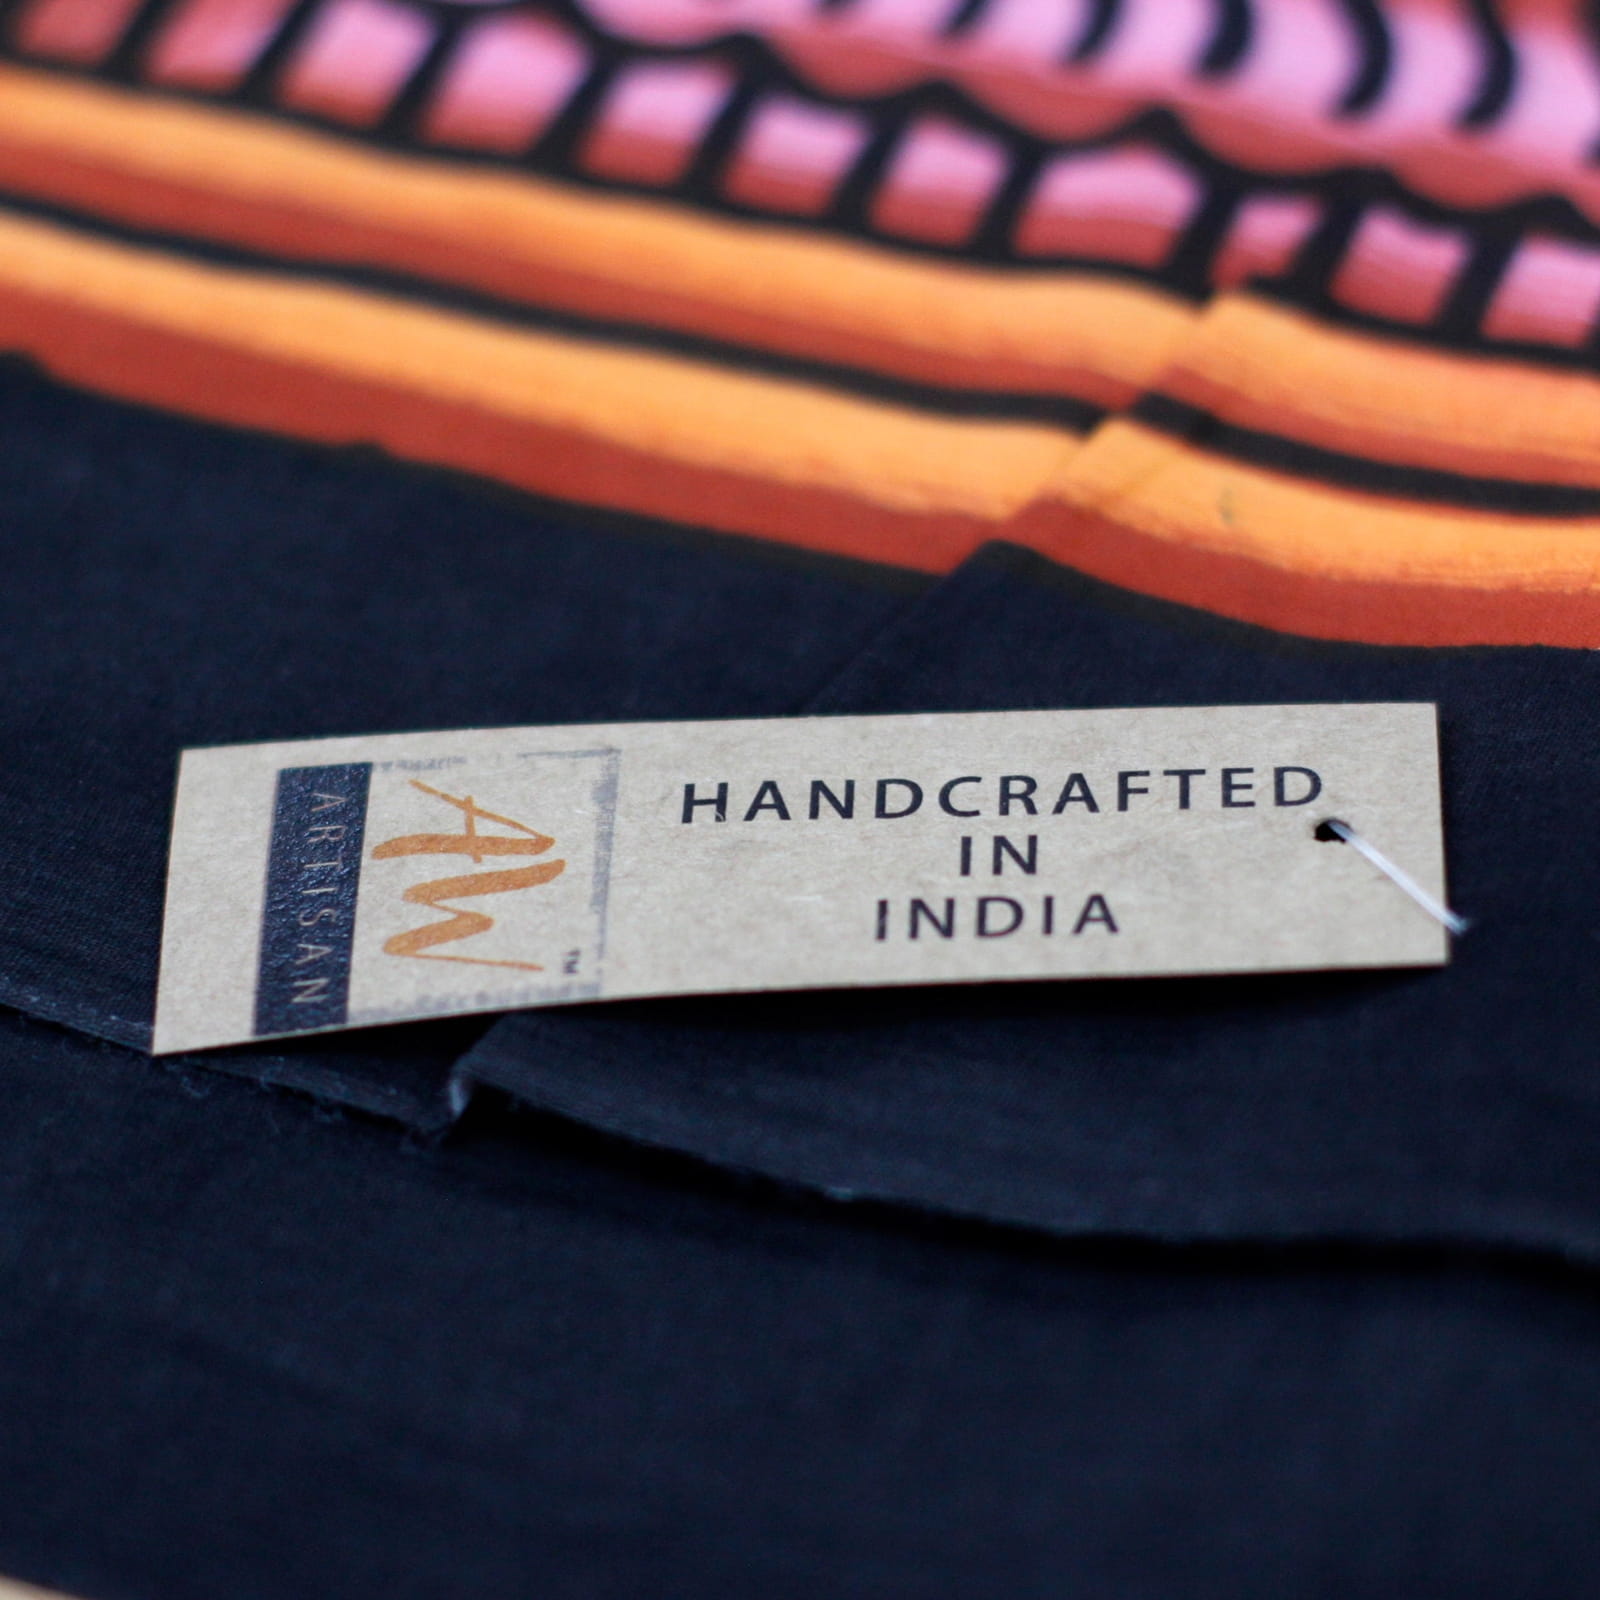 HANDCRAFTED
IN
INDIA
AW
™
ARTISAN